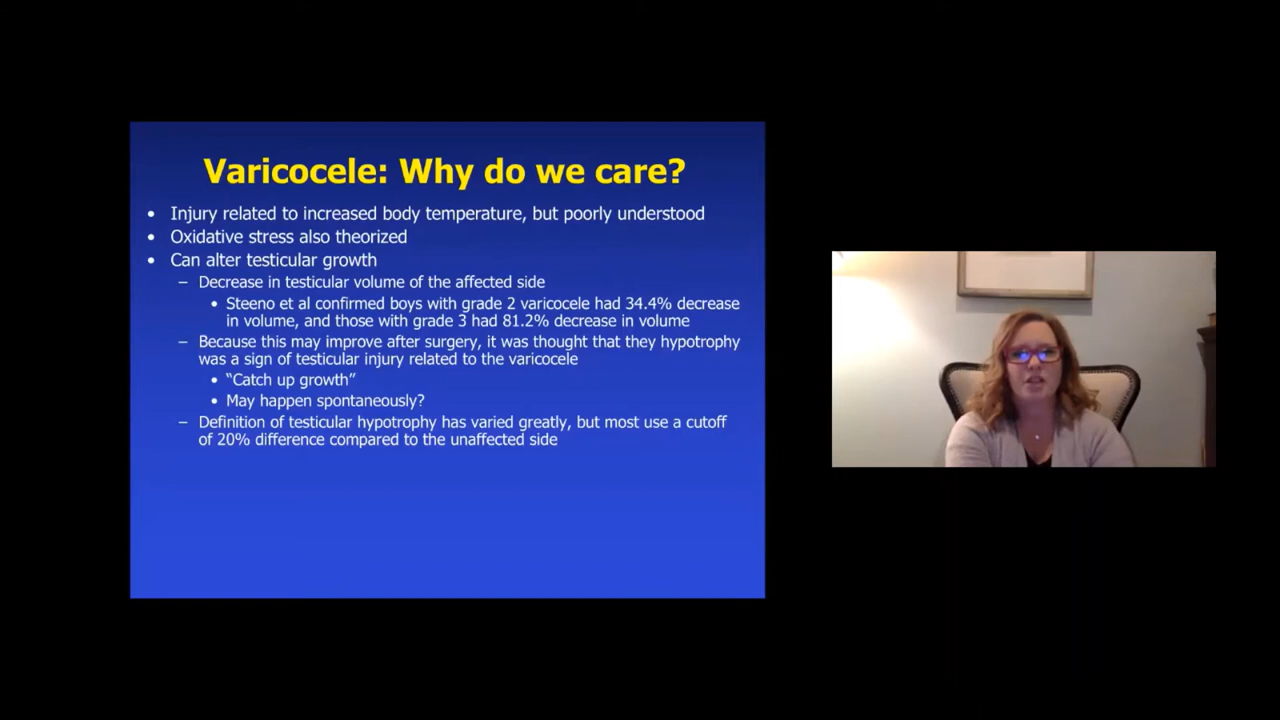 Varicocele: Why do we care?
• Injury related to increased body temperature, but poorly understood
• Oxidative stress also theorized
• Can alter testicular growth
– Decrease in testicular volume of the affected side
• Steeno et al confirmed boys with grade 2 varicocele had 34.4% decrease
in volume, and those with grade 3 had 81.2% decrease in volume
– Because this may improve after surgery, it was thought that they hypotrophy
was a sign of testicular injury related to the varicocele
• “Catch up growth”
• May happen spontaneously?
– Definition of testicular hypotrophy has varied greatly, but most use a cutoff
of 20% difference compared to the unaffected side